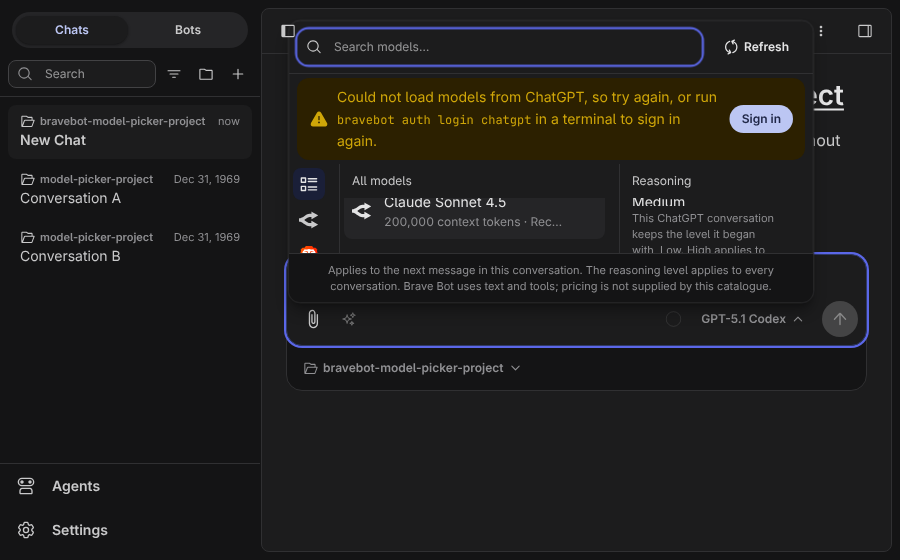 Chats
Bots
Search
bravebot-model-picker-project now
New Chat
model-picker-project Dec 31, 1969
Conversation A
model-picker-project Dec 31, 1969
Conversation B
Agents
Settings
Search models...
Refresh
Could not load models from ChatGPT, so try again, or run
bravebot auth login chatgpt in a terminal to sign in
again.
Sign in
All models
Claude Sonnet 4.5
200,000 context tokens · Rec...
Reasoning
Medium
This ChatGPT conversation
keeps the level it began
with. Low, High applies to
Applies to the next message in this conversation. The reasoning level applies to every
conversation. Brave Bot uses text and tools; pricing is not supplied by this catalogue.
GPT-5.1 Codex
bravebot-model-picker-project